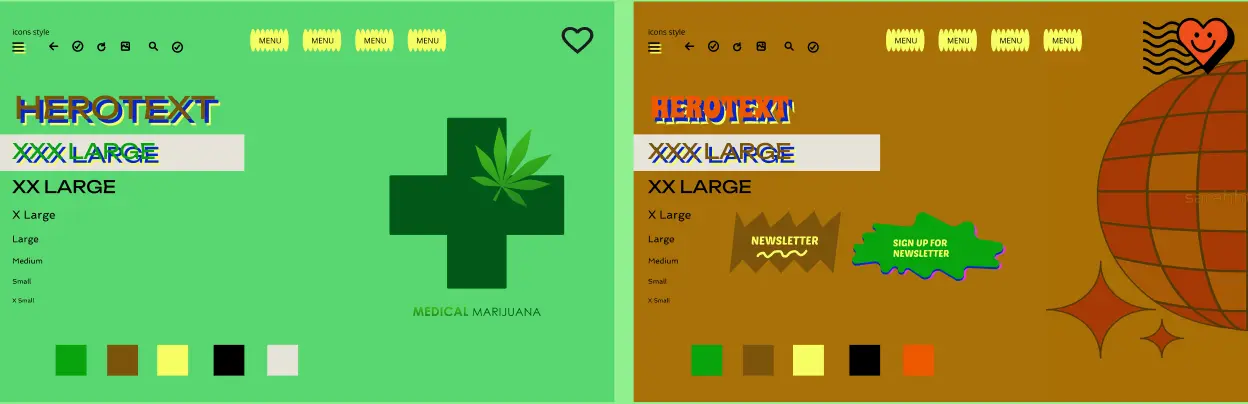 icons style
MENU MENU MENU MENU
HEROTEXT
XXX LARGE
XX LARGE
X Large
Large
Medium
Small
X Small
MEDICAL MARIJUANA
icons style
MENU MENU MENU MENU
HEROTEXT
XXX LARGE
XX LARGE
X Large
Large
Medium
Small
X Small
NEWSLETTER
SIGN UP FOR
NEWSLETTER